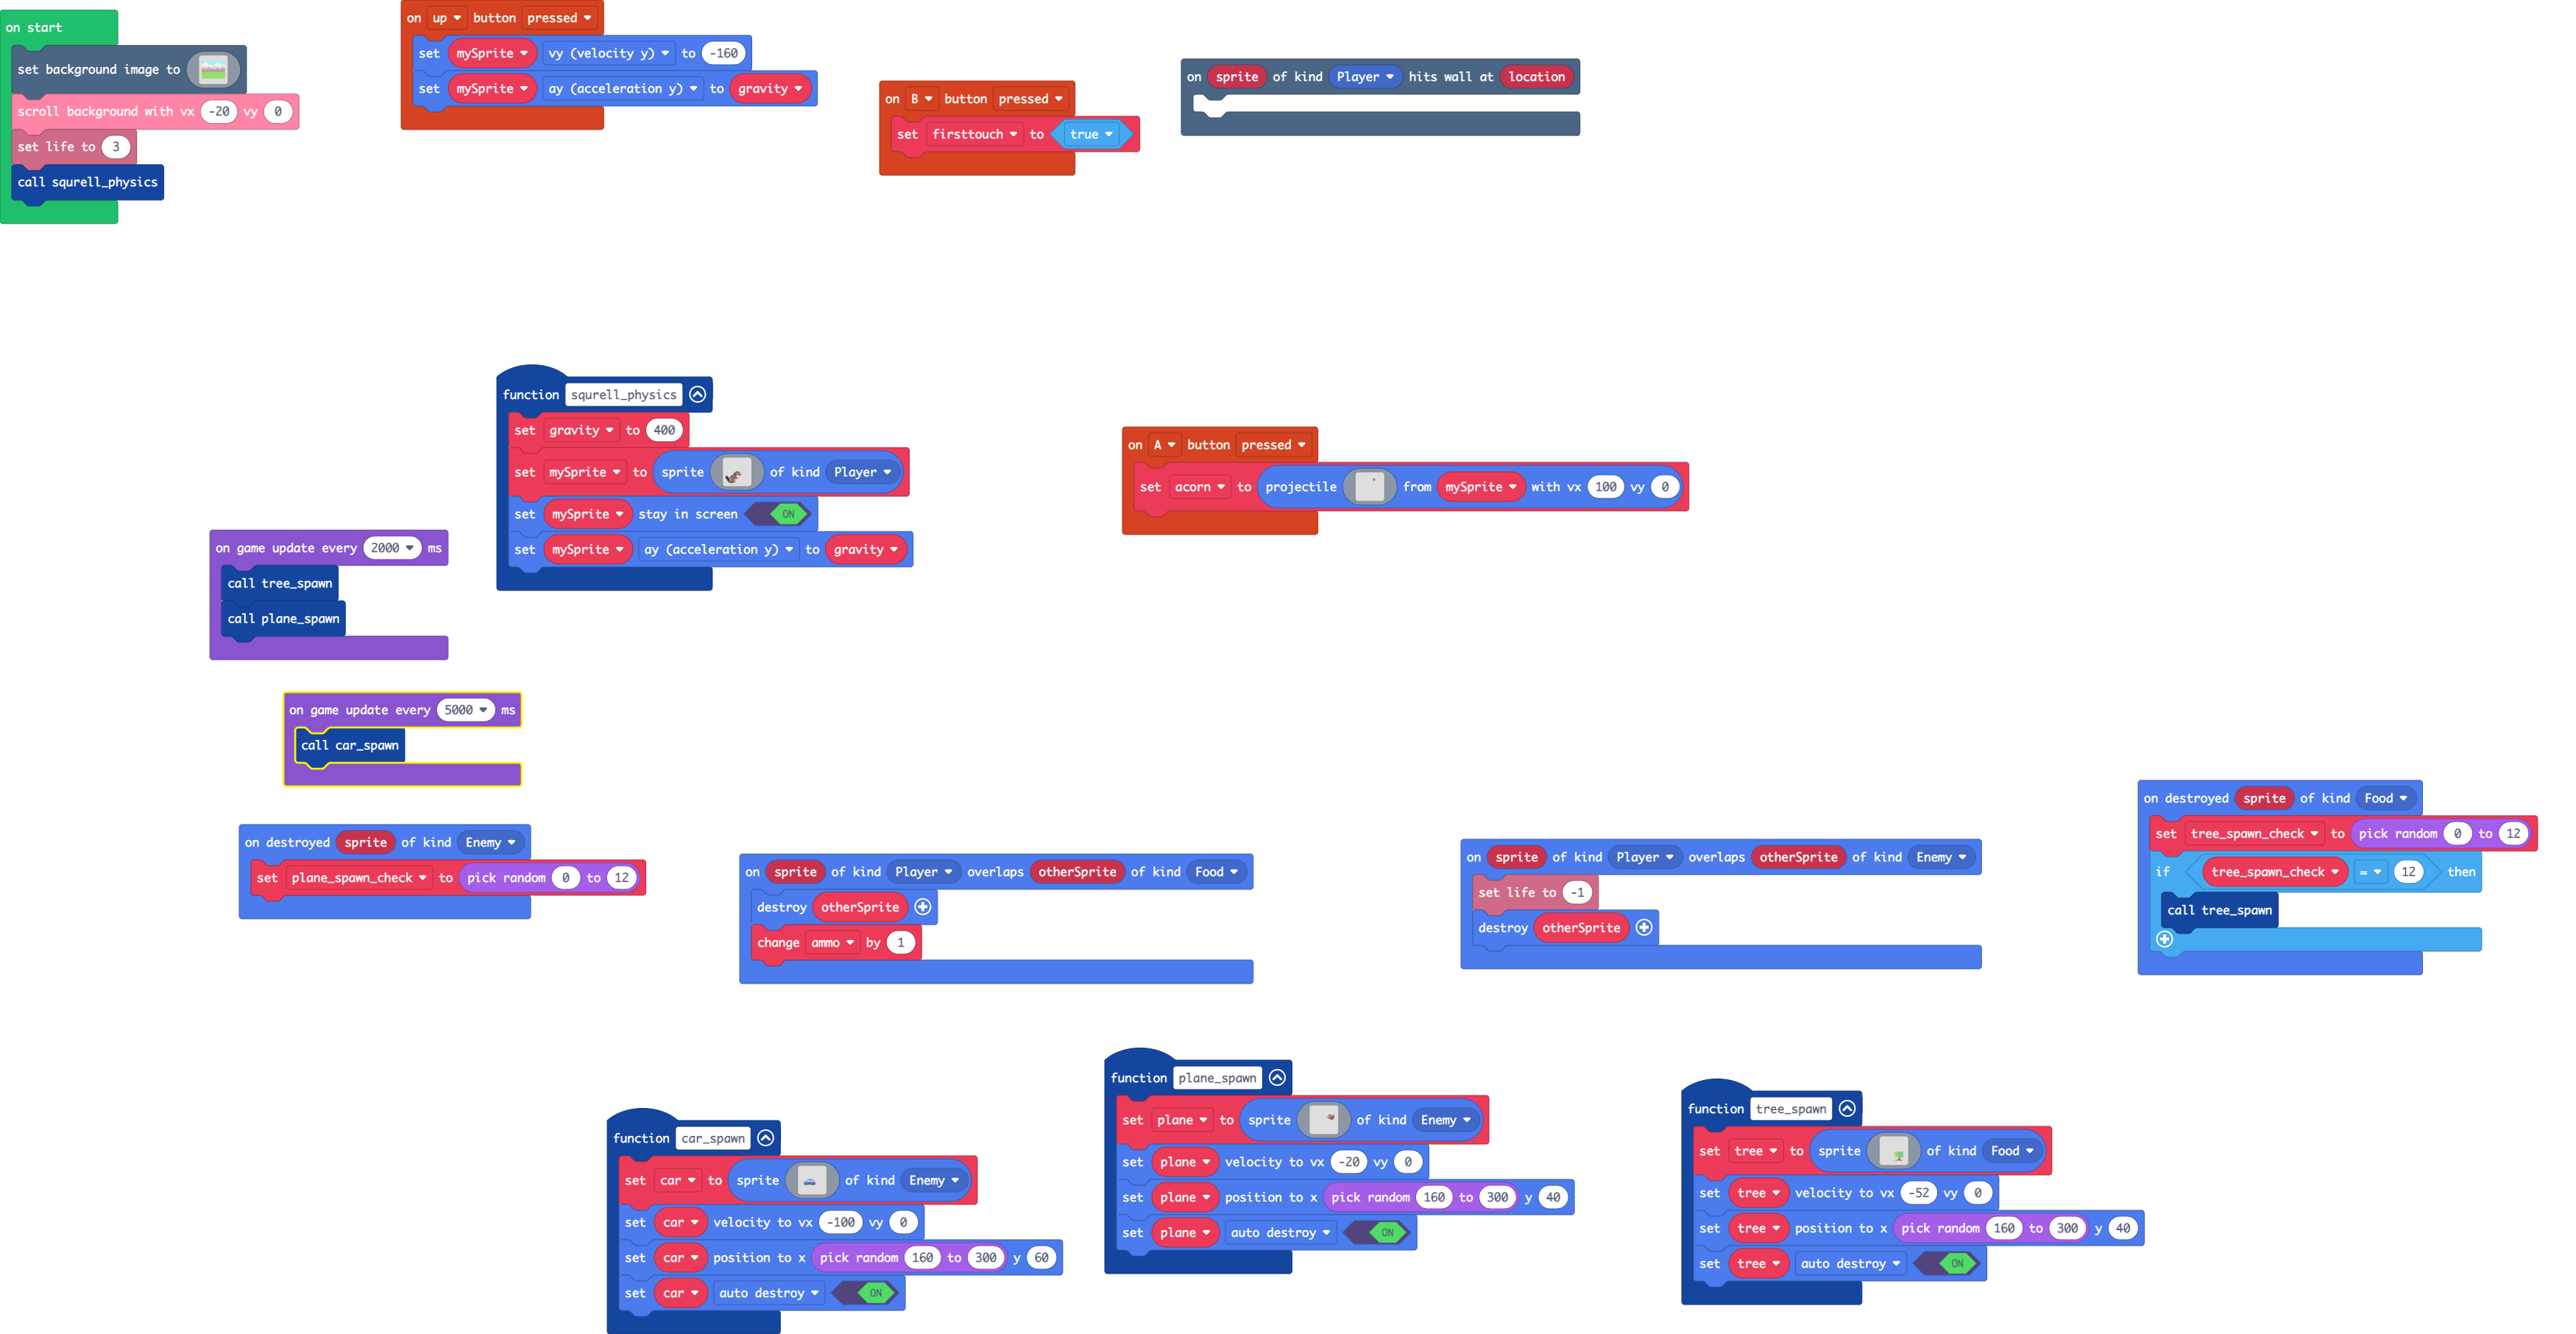 on start
set background image to
scroll background with vx -20 vy 0
set life to 3
call squrell_physics
on up button pressed
set mySprite vy (velocity y) to -160
set mySprite ay (acceleration y) to gravity
on B button pressed
set firsttouch to true
on sprite of kind Player hits wall at location
function squrell_physics
set gravity to 400
set mySprite to sprite of kind Player
set mySprite stay in screen ON
set mySprite ay (acceleration y) to gravity
on A button pressed
set acorn to projectile from mySprite with vx 100 vy 0
on game update every 2000 ms
call tree_spawn
call plane_spawn
on game update every 5000 ms
call car_spawn
on destroyed sprite of kind Enemy
set plane_spawn_check to pick random 0 to 12
on sprite of kind Player overlaps otherSprite of kind Food
destroy otherSprite
change ammo by 1
on sprite of kind Player overlaps otherSprite of kind Enemy
set life to -1
destroy otherSprite
on destroyed sprite of kind Food
set tree_spawn_check to pick random 0 to 12
if tree_spawn_check = 12 then
call tree_spawn
function car_spawn
set car to sprite of kind Enemy
set car velocity to vx -100 vy 0
set car position to x pick random 160 to 300 y 60
set car auto destroy ON
function plane_spawn
set plane to sprite of kind Enemy
set plane velocity to vx -20 vy 0
set plane position to x pick random 160 to 300 y 40
set plane auto destroy ON
function tree_spawn
set tree to sprite of kind Food
set tree velocity to vx -52 vy 0
set tree position to x pick random 160 to 300 y 40
set tree auto destroy ON